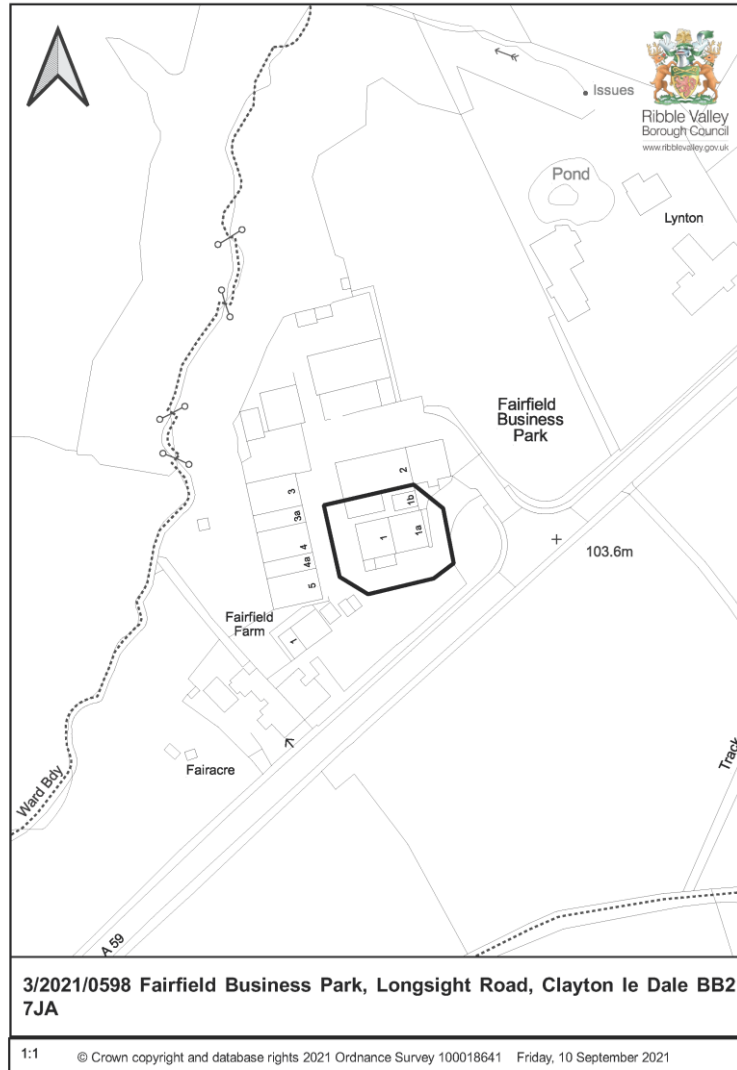 Issues
Ribble Valley
Borough Council
www.ribblevalley.gov.uk
Pond
Lynton
Fairfield
Business
Park
2
3
3a
4
4a
5
1
1a
1b
103.6m
Fairfield
Farm
1
Fairacre
Ward Bdy
Track
A 59
3/2021/0598 Fairfield Business Park, Longsight Road, Clayton le Dale BB2
7JA
1:1
© Crown copyright and database rights 2021 Ordnance Survey 100018641 Friday, 10 September 2021